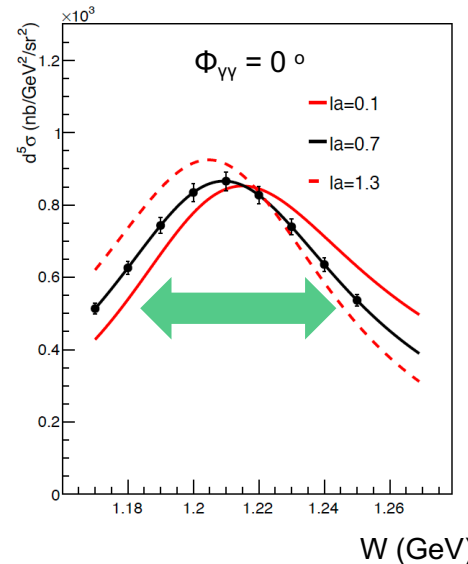 ×10³
Φγγ = 0 °
la=0.1
la=0.7
la=1.3
d⁵σ (nb/GeV²/sr²)
1.2
1
0.8
0.6
0.4
0.2
0
1.18 1.2 1.22 1.24 1.26
W (GeV)